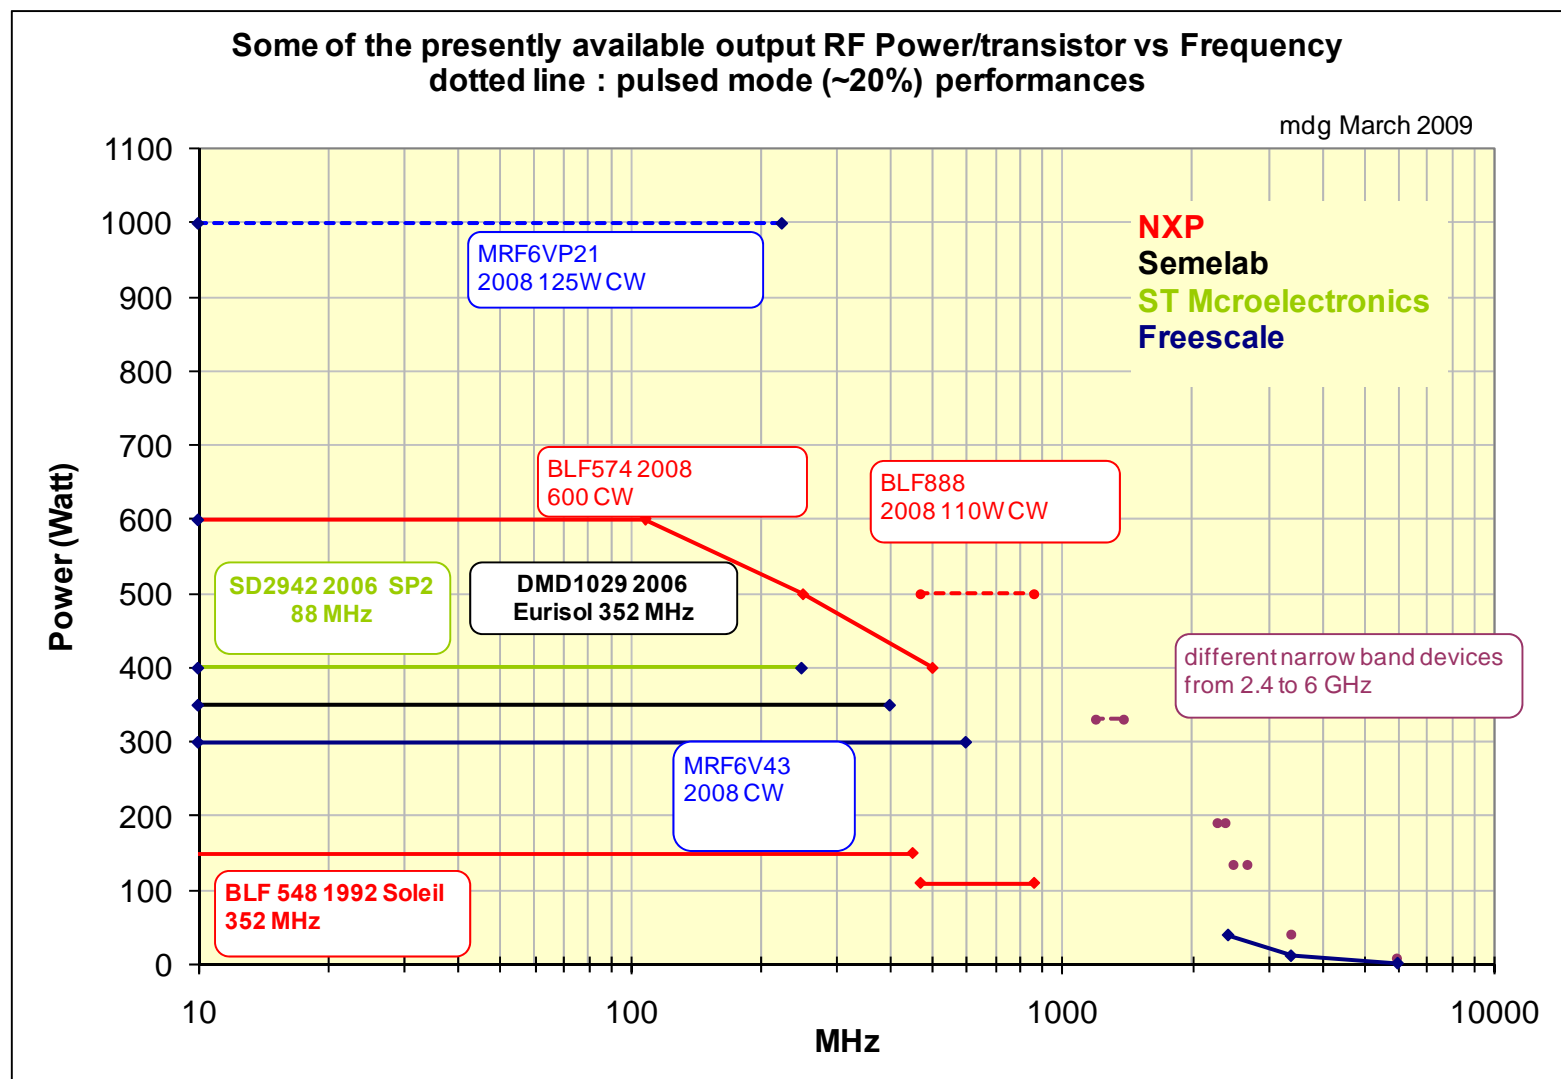 Some of the presently available output RF Power/transistor vs Frequency
dotted line : pulsed mode (~20%) performances
mdg March 2009
1100
1000
900
800
700
600
500
400
300
200
100
0
Power (Watt)
10
100
1000
10000
MHz
NXP
Semelab
ST Mcroelectronics
Freescale
MRF6VP21
2008 125W CW
BLF574 2008
600 CW
BLF888
2008 110W CW
SD2942 2006 SP2
88 MHz
DMD1029 2006
Eurisol 352 MHz
different narrow band devices
from 2.4 to 6 GHz
MRF6V43
2008 CW
BLF 548 1992 Soleil
352 MHz